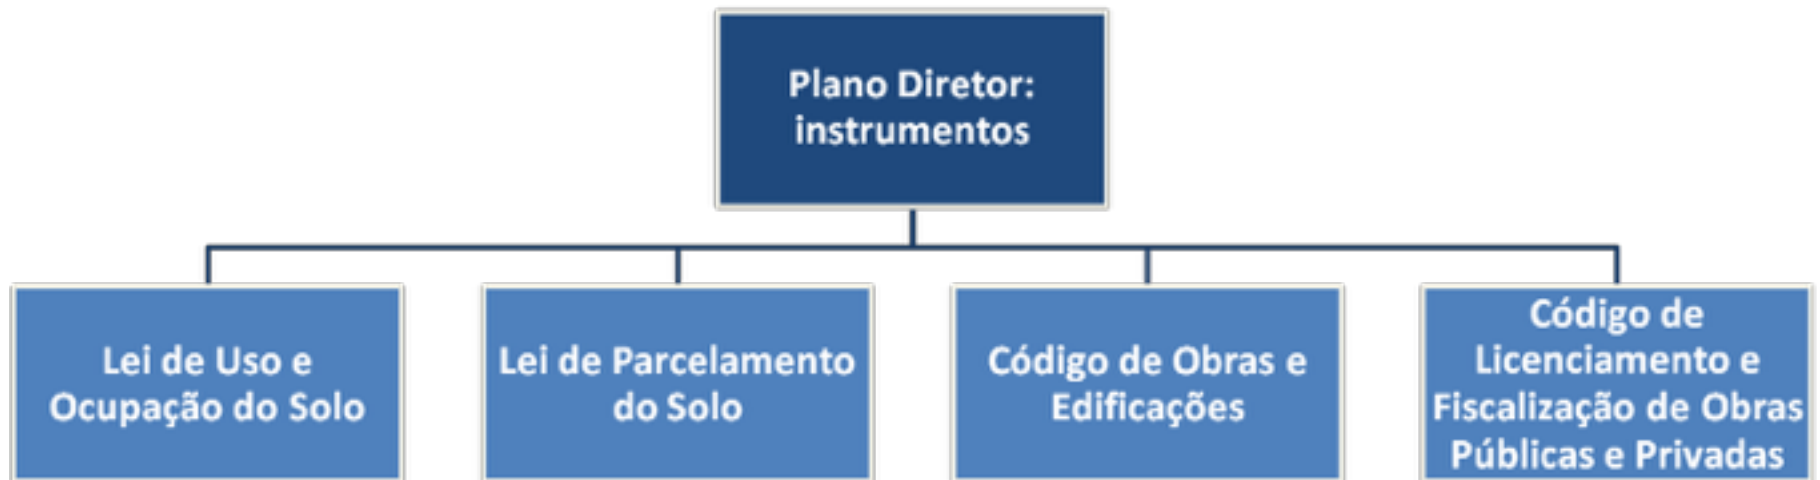 Plano Diretor:
instrumentos
Lei de Uso e
Ocupação do Solo
Lei de Parcelamento
do Solo
Código de Obras e
Edificações
Código de
Licenciamento e
Fiscalização de Obras
Públicas e Privadas